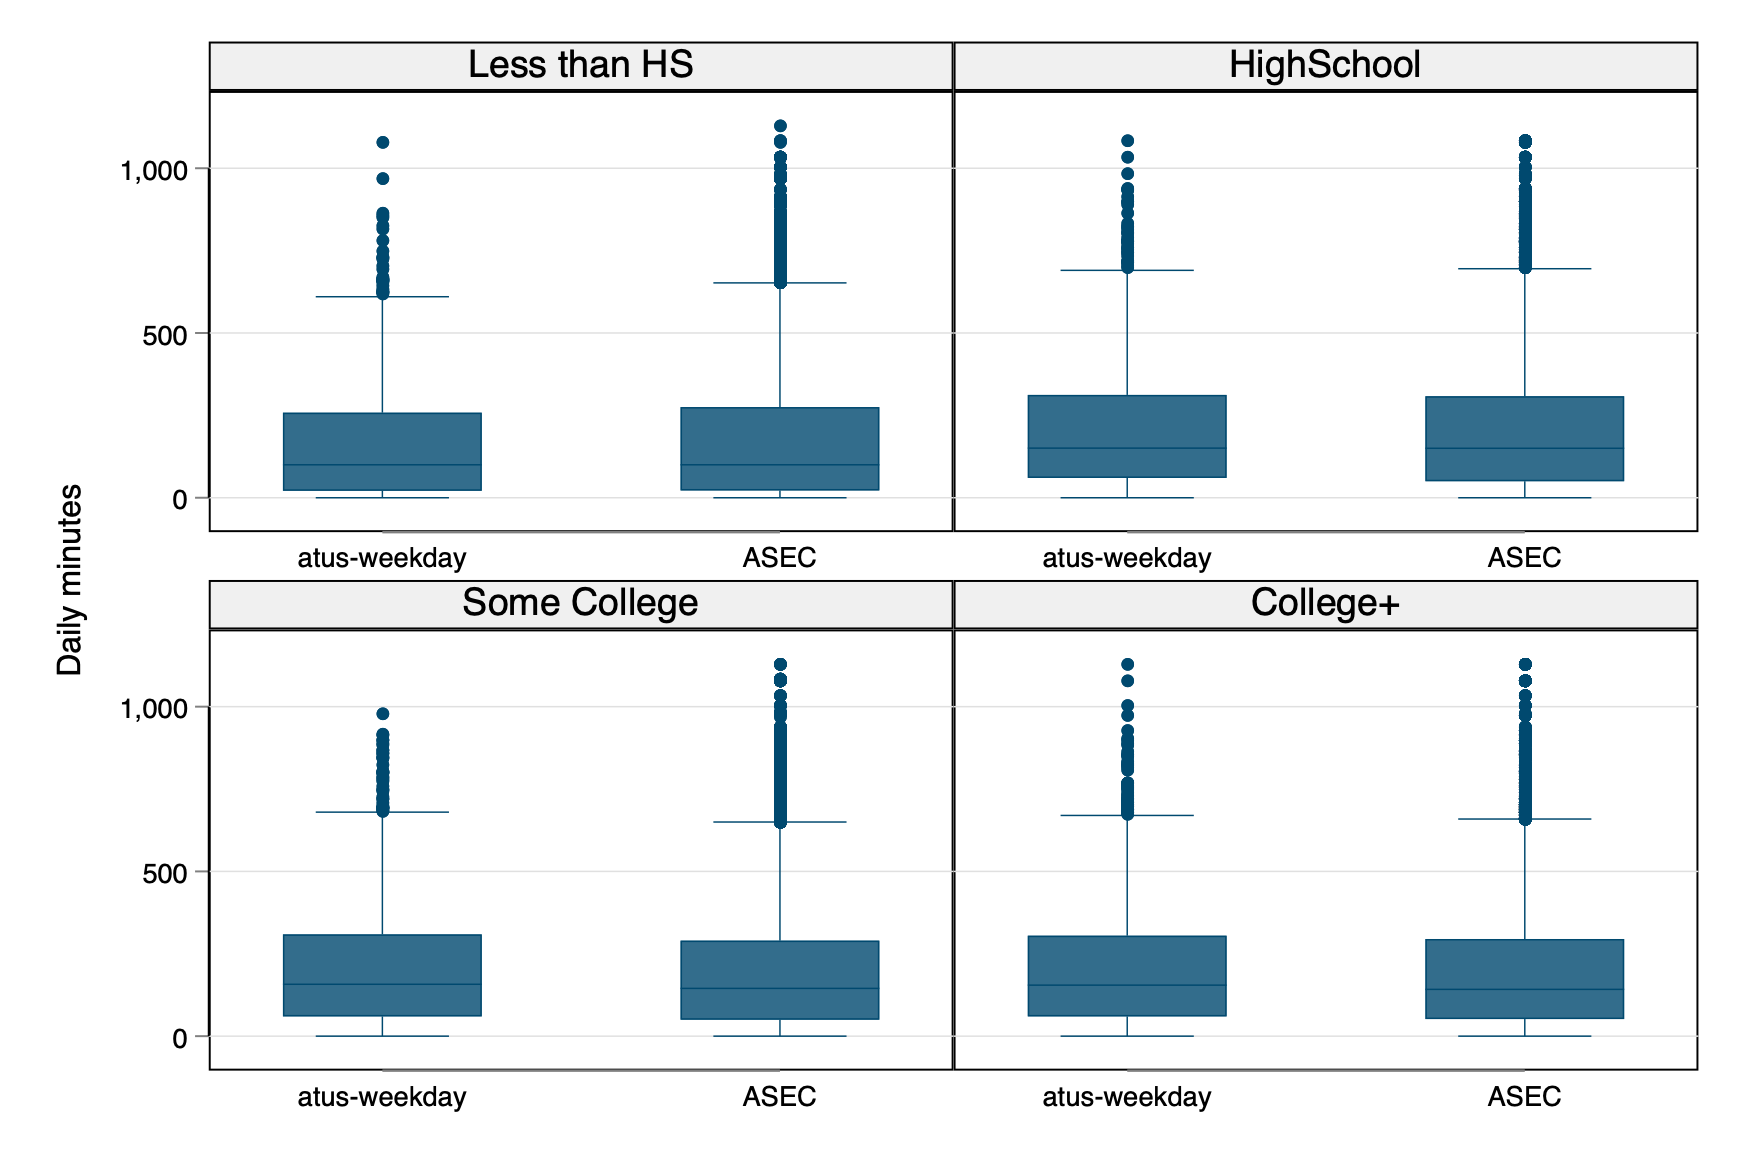 Less than HS
HighSchool
1,000
500
0
atus-weekday
ASEC
atus-weekday
ASEC
Daily minutes
Some College
College+
1,000
500
0
atus-weekday
ASEC
atus-weekday
ASEC